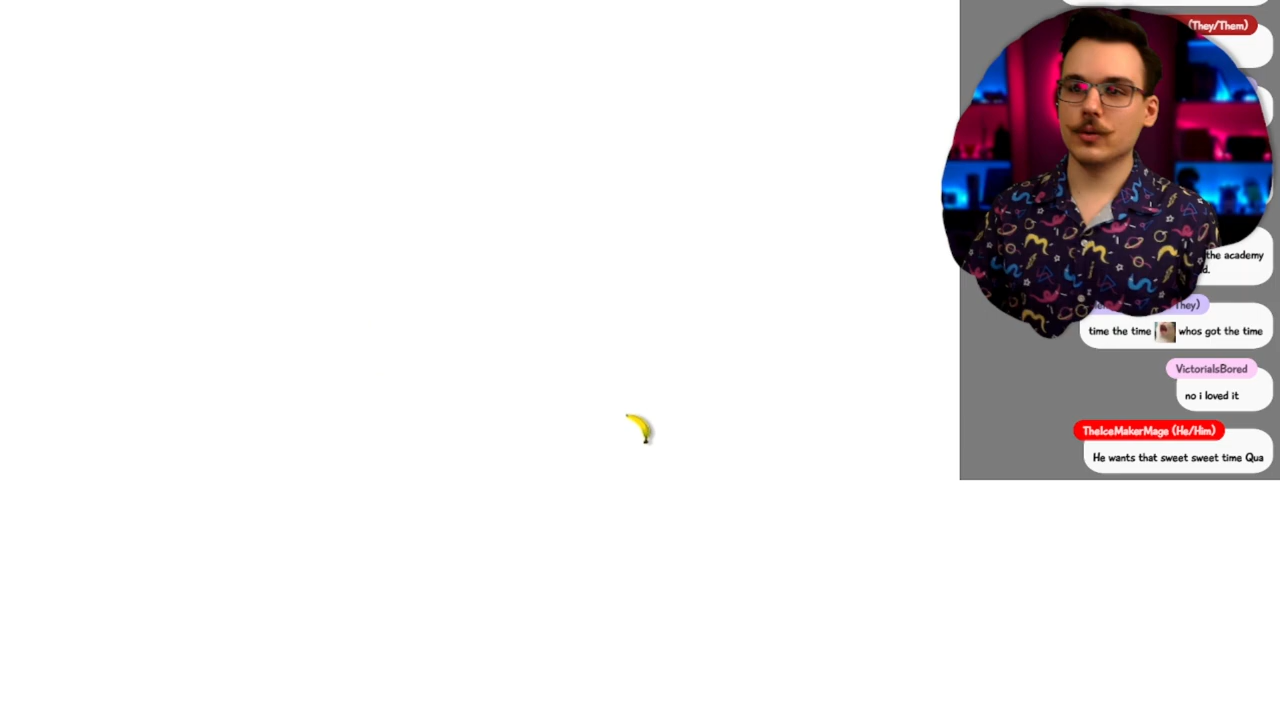 (They/Them)
the academy
d.
They)
time the time whos got the time
VictoriaIsBored
no i loved it
TheIceMakerMage (He/Him)
He wants that sweet sweet time Qua